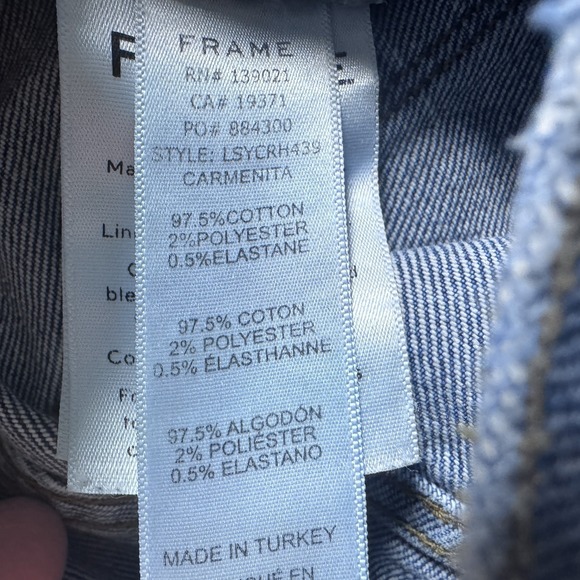 FRAME
RN# 139021
CA# 19371
PO# 884300
STYLE: LSYCRH439
CARMENITA
97.5%COTTON
2%POLYESTER
0.5%ELASTANE
97.5% COTON
2% POLYESTER
0.5% ÉLASTHANNE
97.5% ALGODÓN
2% POLIÉSTER
0.5% ELASTANO
MADE IN TURKEY
EN